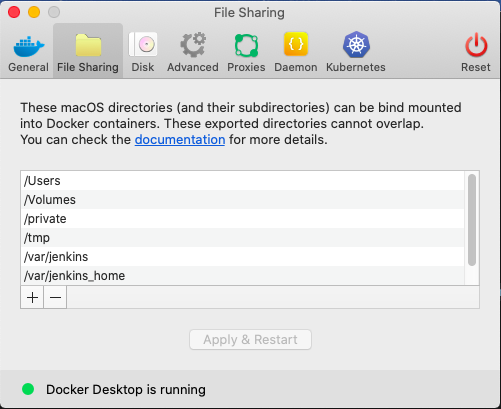 File Sharing
General
File Sharing
Disk
Advanced
Proxies
Daemon
Kubernetes
Reset
These macOS directories (and their subdirectories) can be bind mounted
into Docker containers. These exported directories cannot overlap.
You can check the documentation for more details.
/Users
/Volumes
/private
/tmp
/var/jenkins
/var/jenkins_home
Apply & Restart
Docker Desktop is running